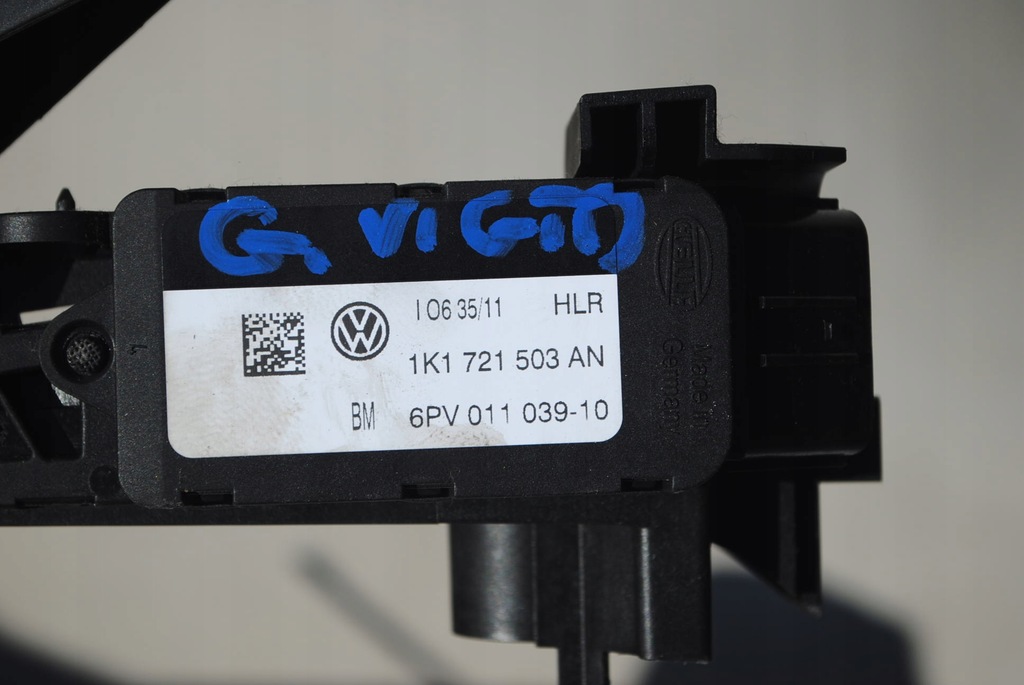 G. VI GTD
I 06 35/11 HLR
1K1 721 503 AN
BM 6PV 011 039-10
HELLA
Made in
Germany